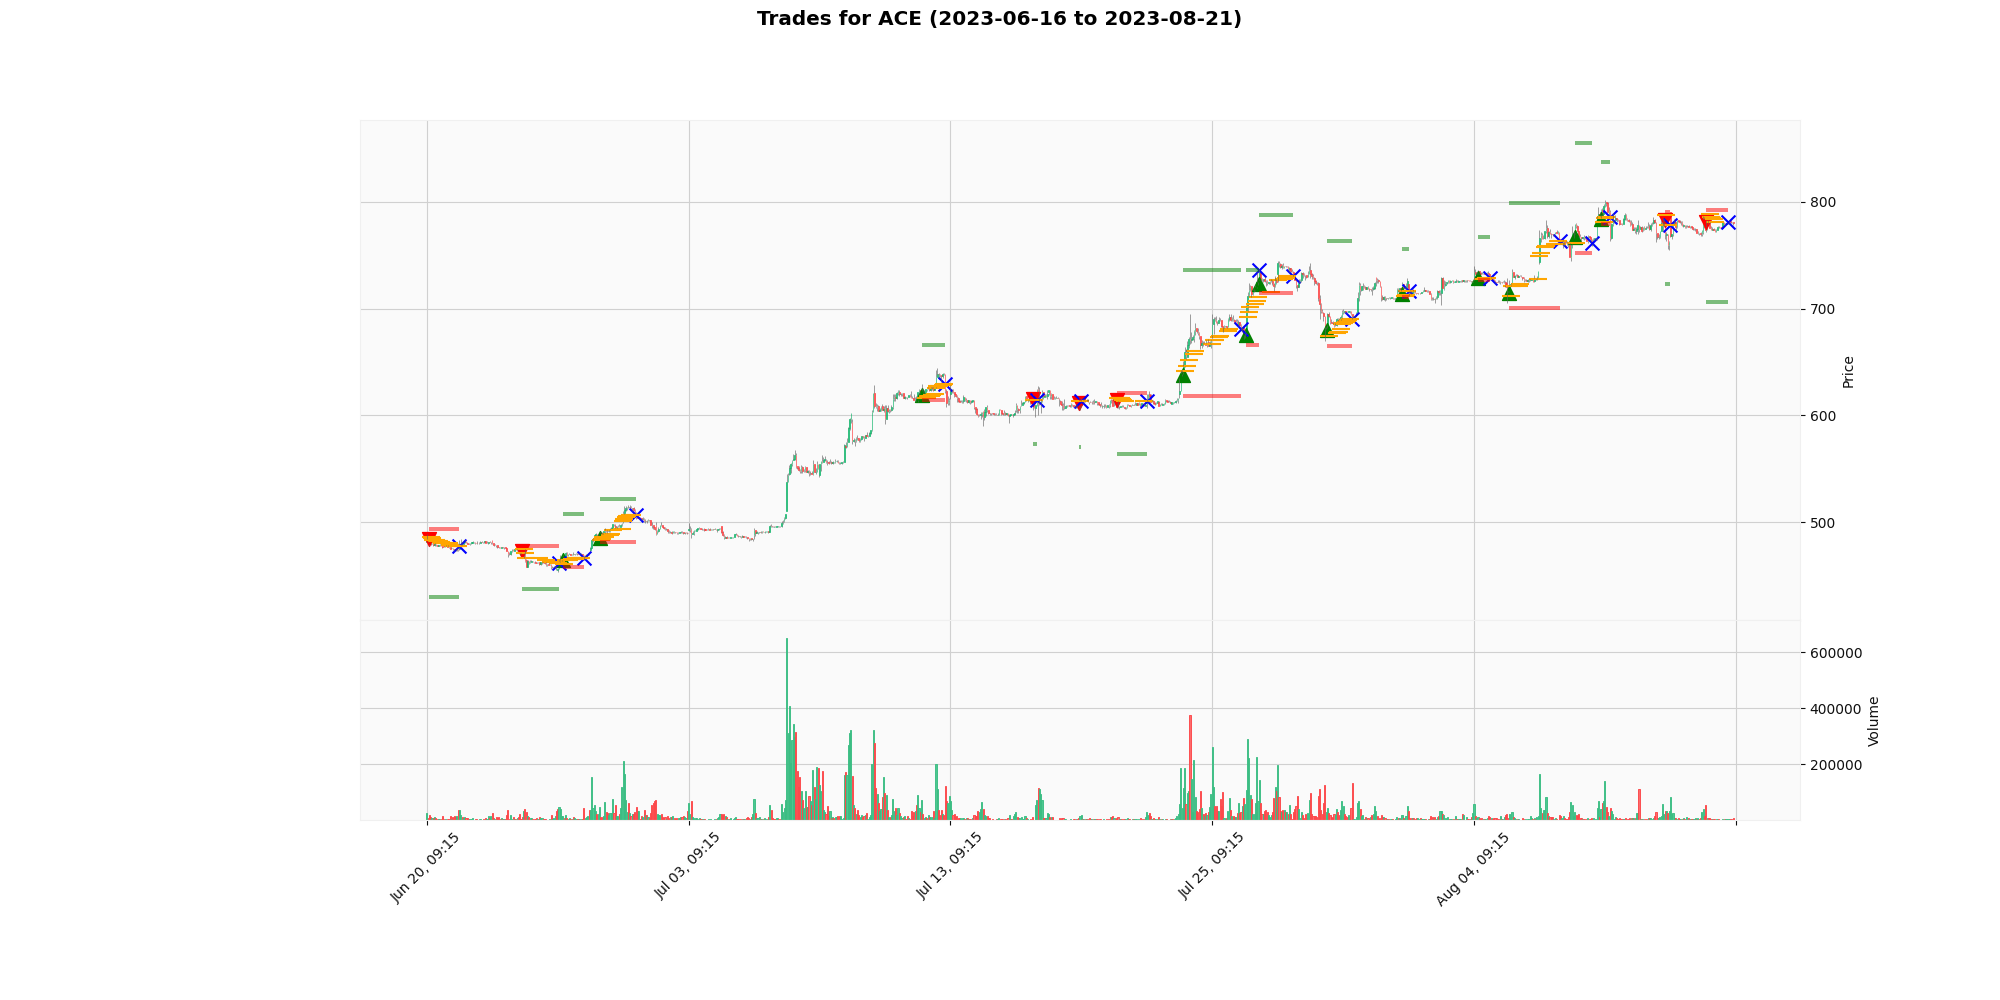 Trades for ACE (2023-06-16 to 2023-08-21)
800
700
600
500
Price
600000
400000
200000
Volume
Jun 20, 09:15
Jul 03, 09:15
Jul 13, 09:15
Jul 25, 09:15
Aug 04, 09:15